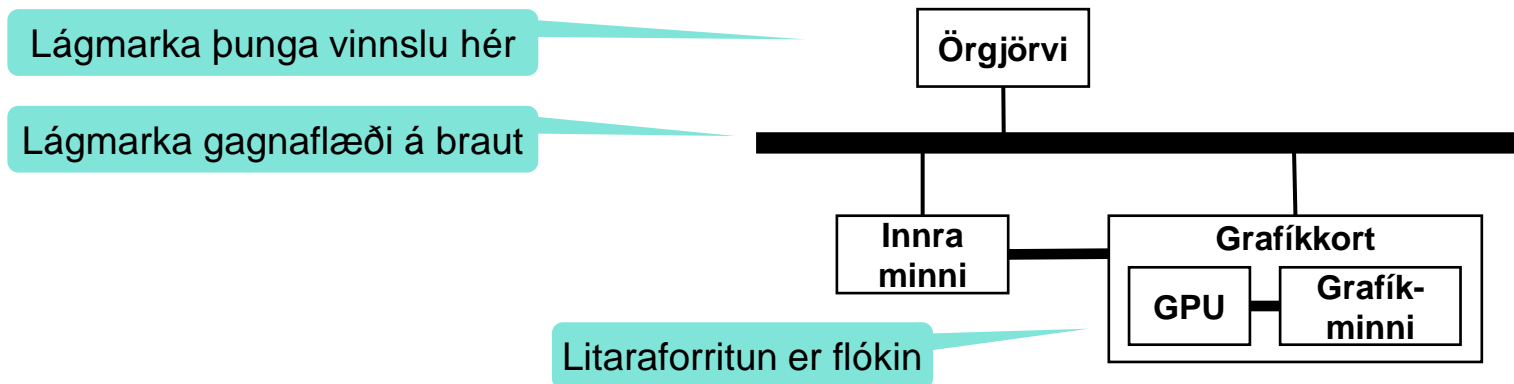 Lágmarka þunga vinnslu hér
Örgjörvi
Lágmarka gagnaflæði á braut
Innra
minni
Grafíkkort
GPU
Grafík-
minni
Litaraforritun er flókin